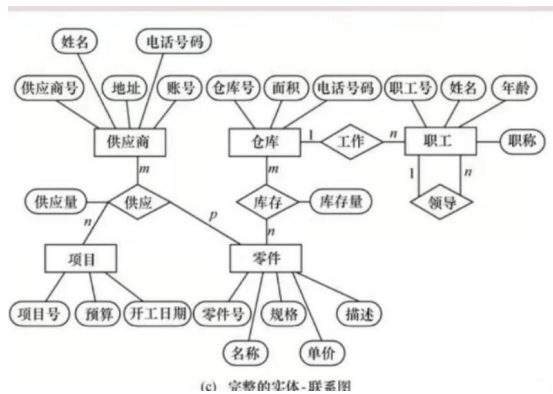 姓名 电话号码
供应商号 地址 账号 仓库号 面积 电话号码 职工号 姓名 年龄
供应商 仓库 1 工作 n 职工 职称
m m 1 n
供应量 供应 库存 库存量 领导
n p n
项目 零件
项目号 预算 开工日期 零件号 规格 描述
名称 单价
(c) 完整的实体-联系图